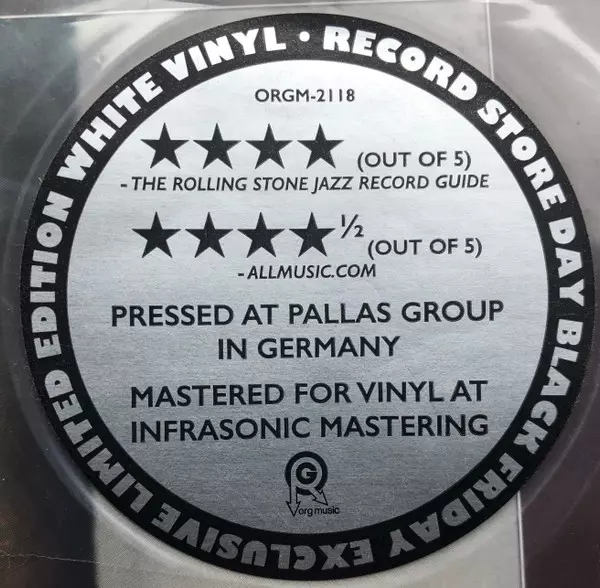 LIMITED EDITION WHITE VINYL • RECORD STORE DAY BLACK FRIDAY EXCLUSIVE
ORGM-2118
★★★★ (OUT OF 5)
- THE ROLLING STONE JAZZ RECORD GUIDE
★★★★½ (OUT OF 5)
- ALLMUSIC.COM
PRESSED AT PALLAS GROUP
IN GERMANY
MASTERED FOR VINYL AT
INFRASONIC MASTERING
G
org music